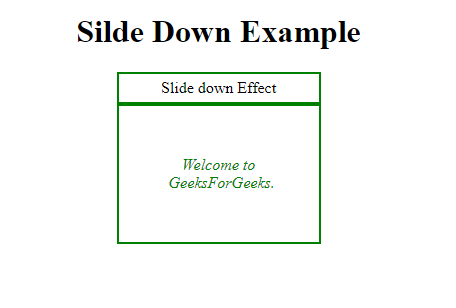 Silde Down Example
Slide down Effect
Welcome to
GeeksForGeeks.